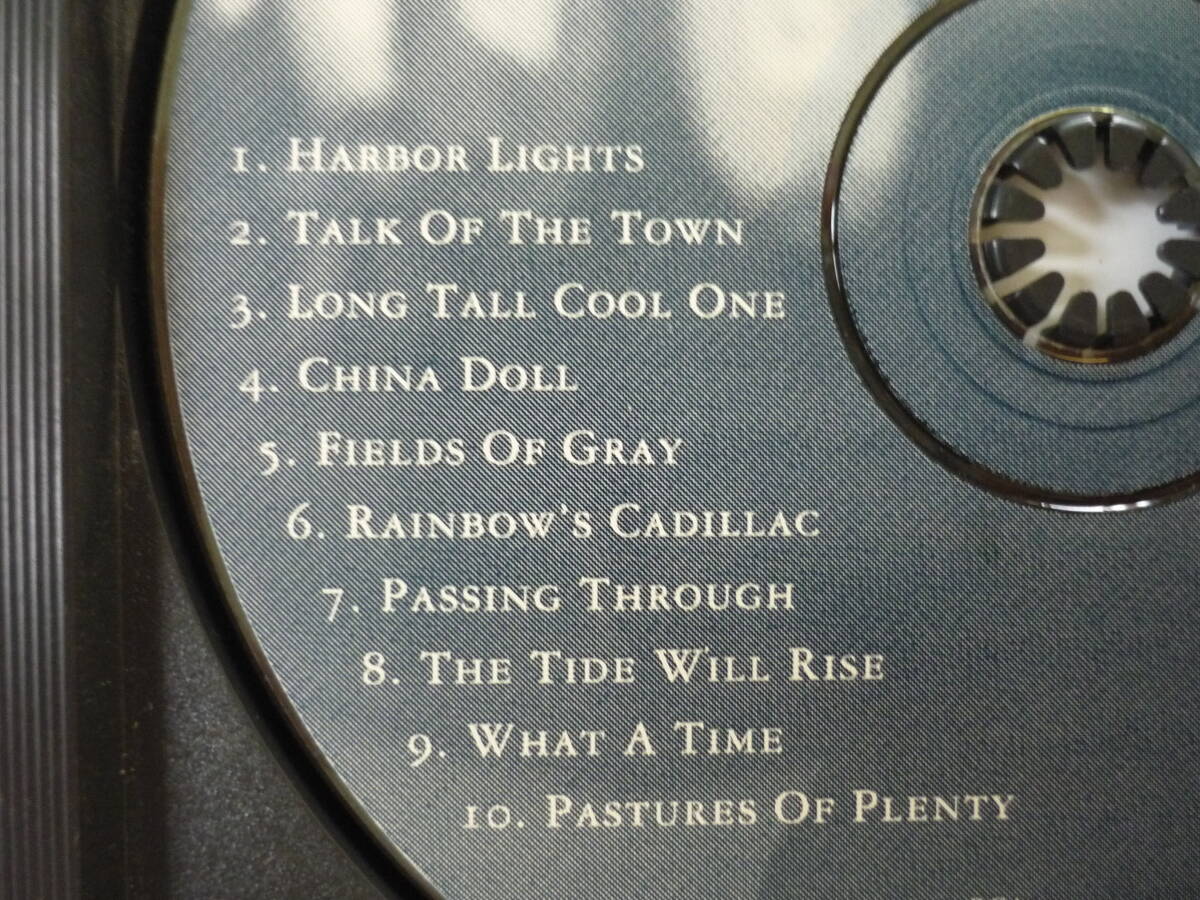 1. Harbor Lights
2. Talk Of The Town
3. Long Tall Cool One
4. China Doll
5. Fields Of Gray
6. Rainbow's Cadillac
7. Passing Through
8. The Tide Will Rise
9. What A Time
10. Pastures Of Plenty